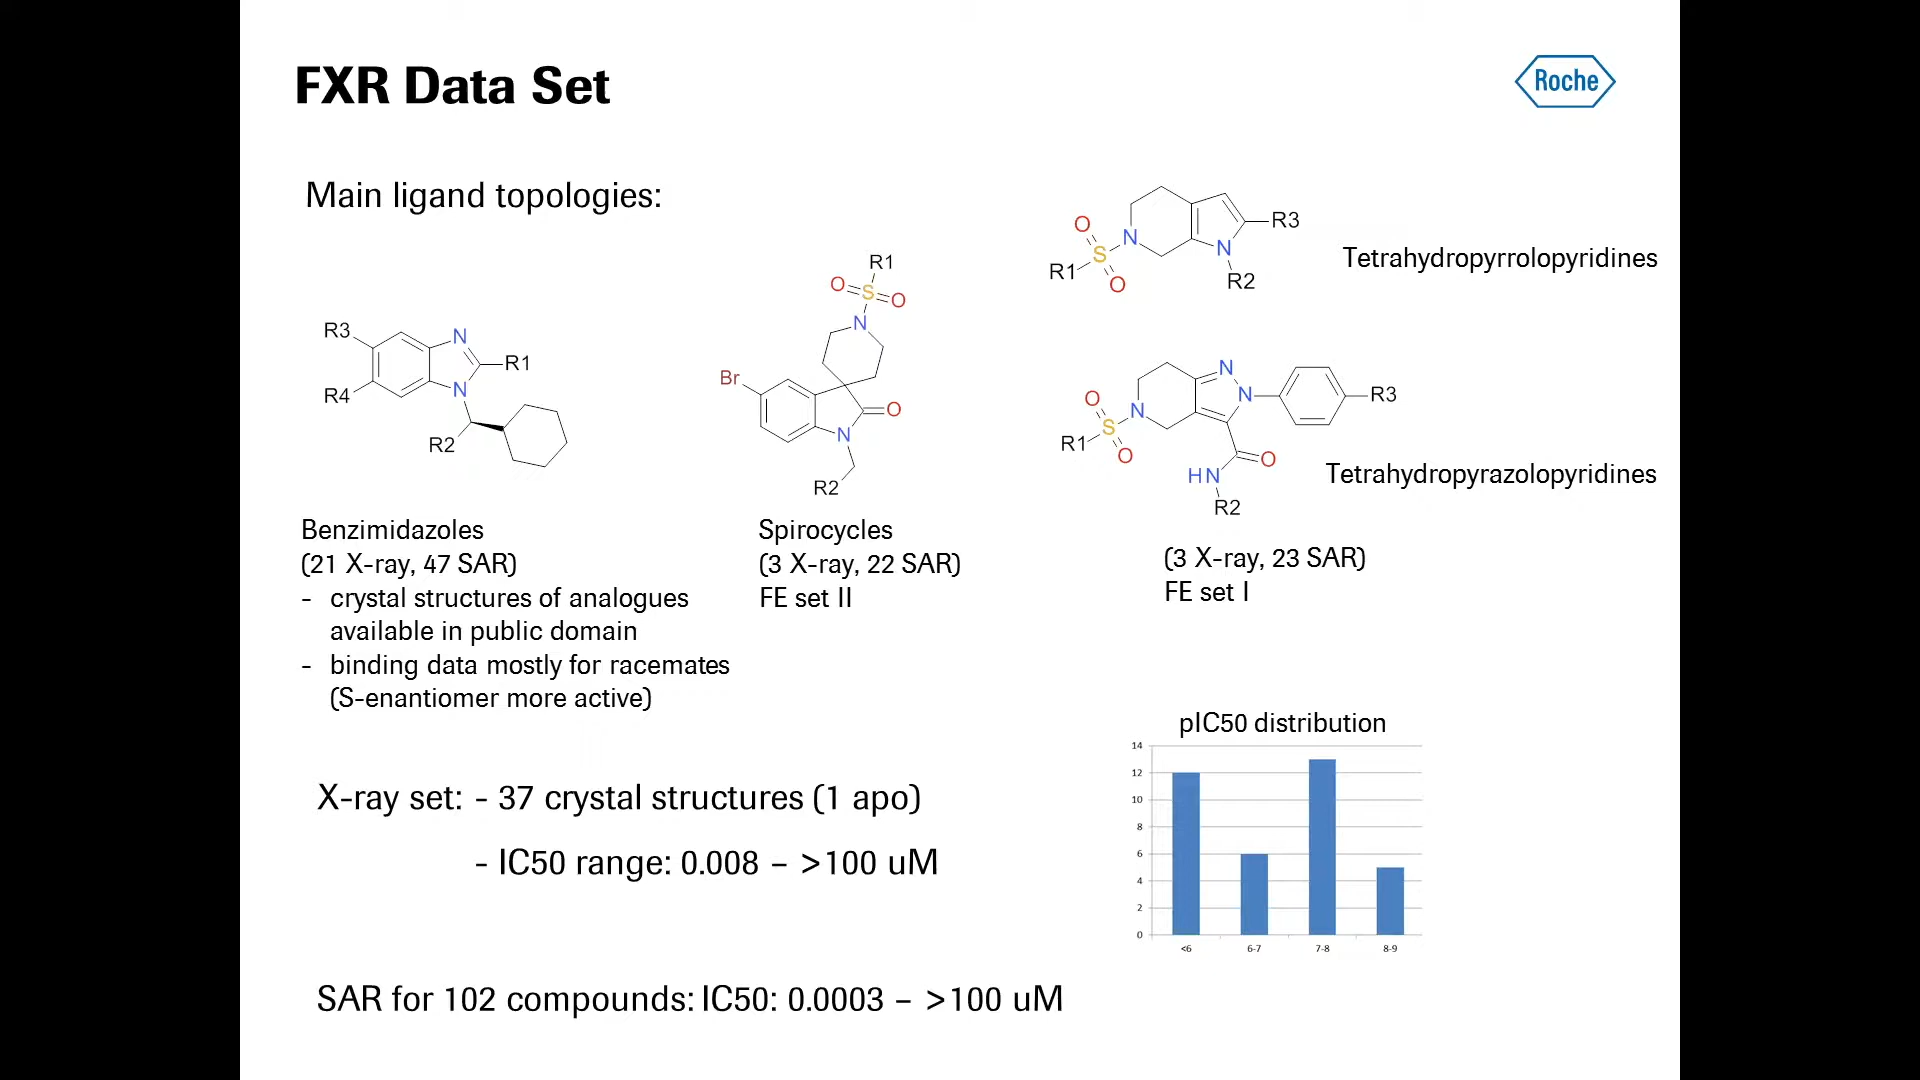 FXR Data Set
Roche
Main ligand topologies:
R3
R4
N
N
R1
R2
Benzimidazoles
(21 X-ray, 47 SAR)
- crystal structures of analogues
available in public domain
- binding data mostly for racemates
(S-enantiomer more active)
R1
O
S
O
N
Br
O
N
R2
Spirocycles
(3 X-ray, 22 SAR)
FE set II
O
S
N
R1
O
N
R3
R2
Tetrahydropyrrolopyridines
O
S
N
R1
O
N
N
R3
O
HN
R2
Tetrahydropyrazolopyridines
(3 X-ray, 23 SAR)
FE set I
X-ray set: - 37 crystal structures (1 apo)
- IC50 range: 0.008 – >100 uM
SAR for 102 compounds: IC50: 0.0003 – >100 uM
pIC50 distribution
14
12
10
8
6
4
2
0
<6 6-7 7-8 8-9